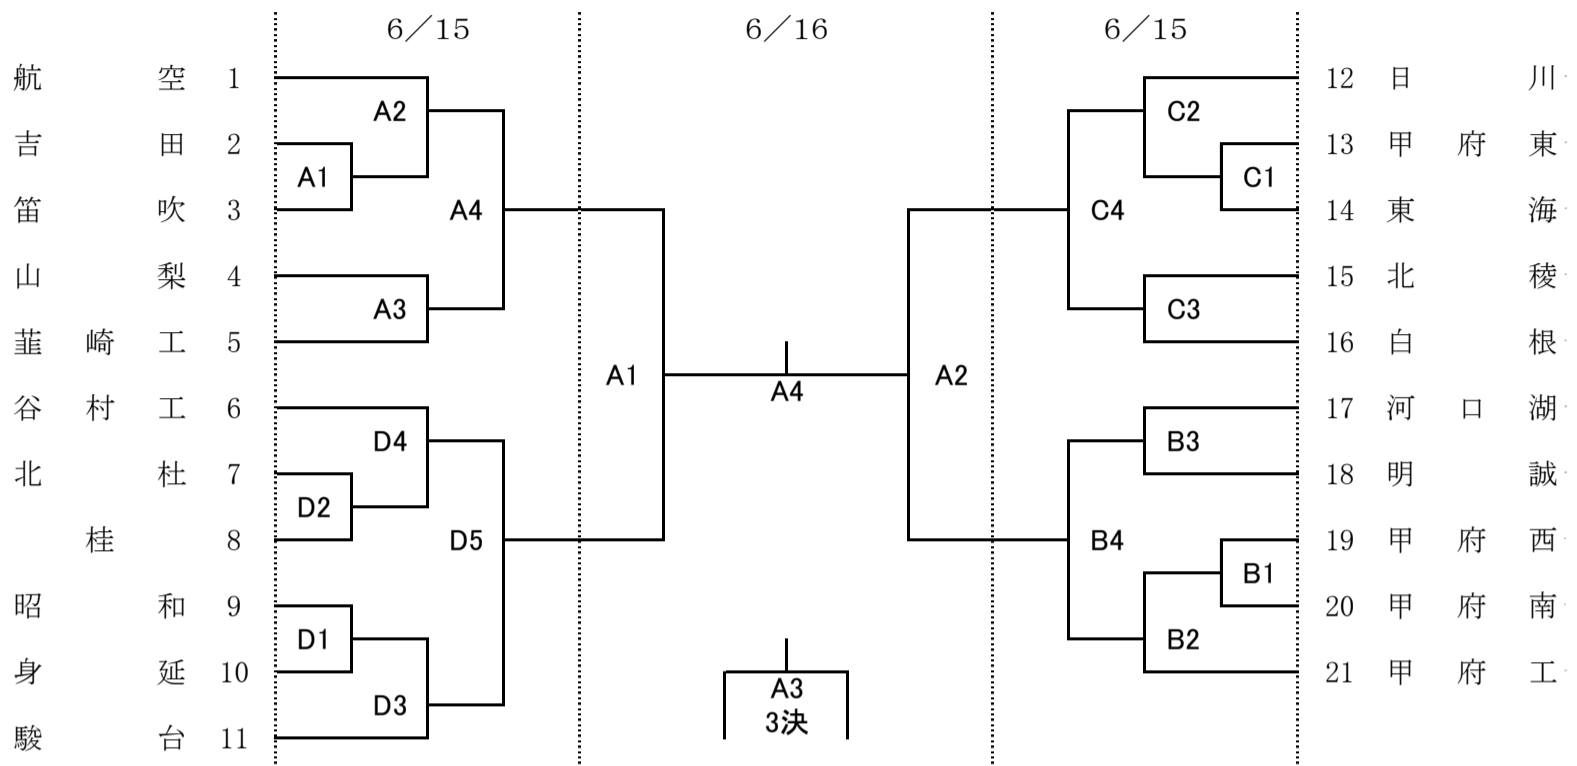 6／15 6／16 6／15
航空 1 12 日川
A2 C2
吉田 2 13 甲府東
A1 C1
笛吹 3 A4 C4 14 東海
山梨 4 15 北稜
A3 C3
韮崎工 5 16 白根
A1 A4 A2
谷村工 6 17 河口湖
D4 B3
北杜 7 18 明誠
D2
桂 8 D5 B4 19 甲府西
B1
昭和 9 20 甲府南
D1 B2
身延 10 21 甲府工
A3
D3 3決
駿台 11